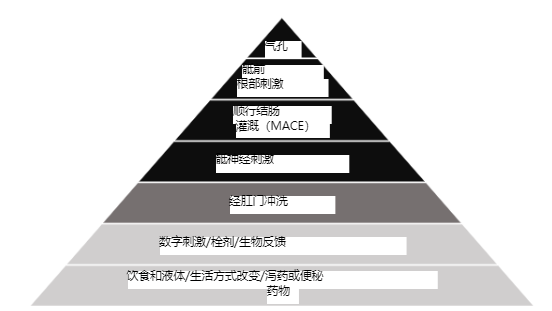 气孔
骶前
根部刺激
顺行结肠
灌溉（MACE）
骶神经刺激
经肛门冲洗
数字刺激/栓剂/生物反馈
饮食和液体/生活方式改变/泻药或便秘
药物